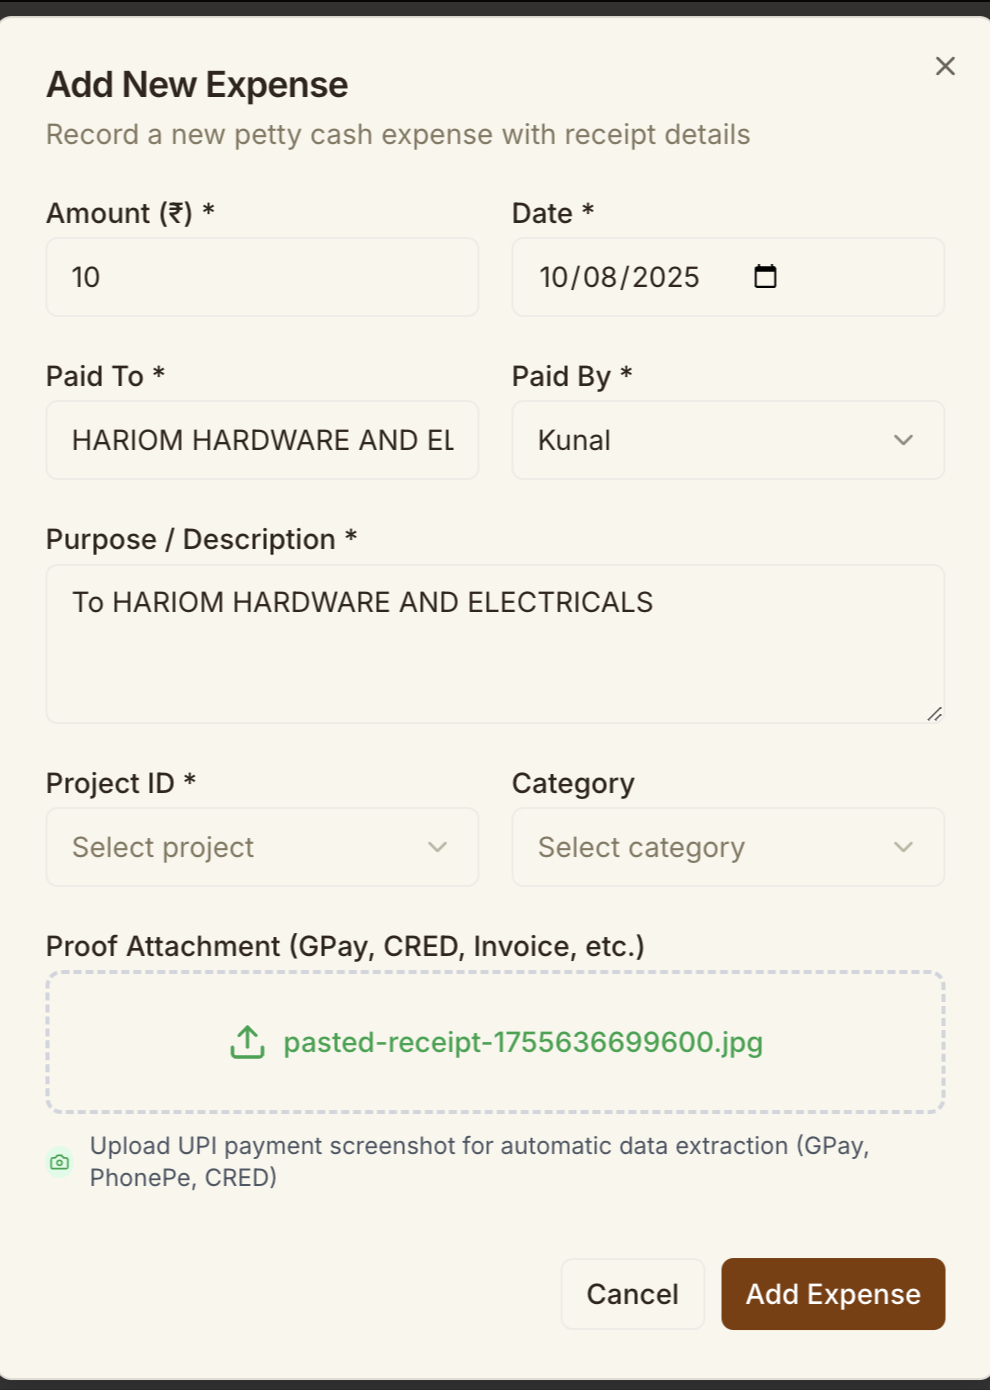 Add New Expense
Record a new petty cash expense with receipt details
Amount (₹) *
Date *
10
10/08/2025
Paid To *
Paid By *
HARIOM HARDWARE AND EL
Kunal
Purpose / Description *
To HARIOM HARDWARE AND ELECTRICALS
Project ID *
Category
Select project
Select category
Proof Attachment (GPay, CRED, Invoice, etc.)
pasted-receipt-1755636699600.jpg
Upload UPI payment screenshot for automatic data extraction (GPay,
PhonePe, CRED)
Cancel
Add Expense